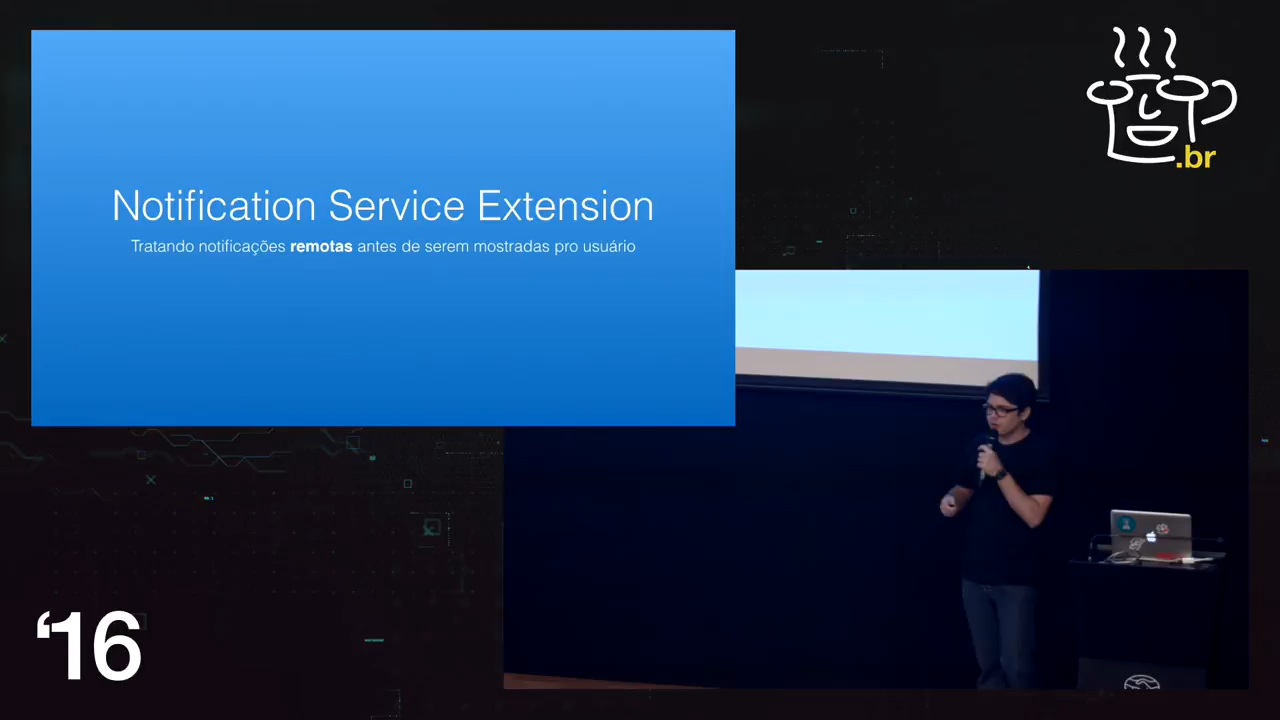 Notification Service Extension
Tratando notificações remotas antes de serem mostradas pro usuário
.br
‘16